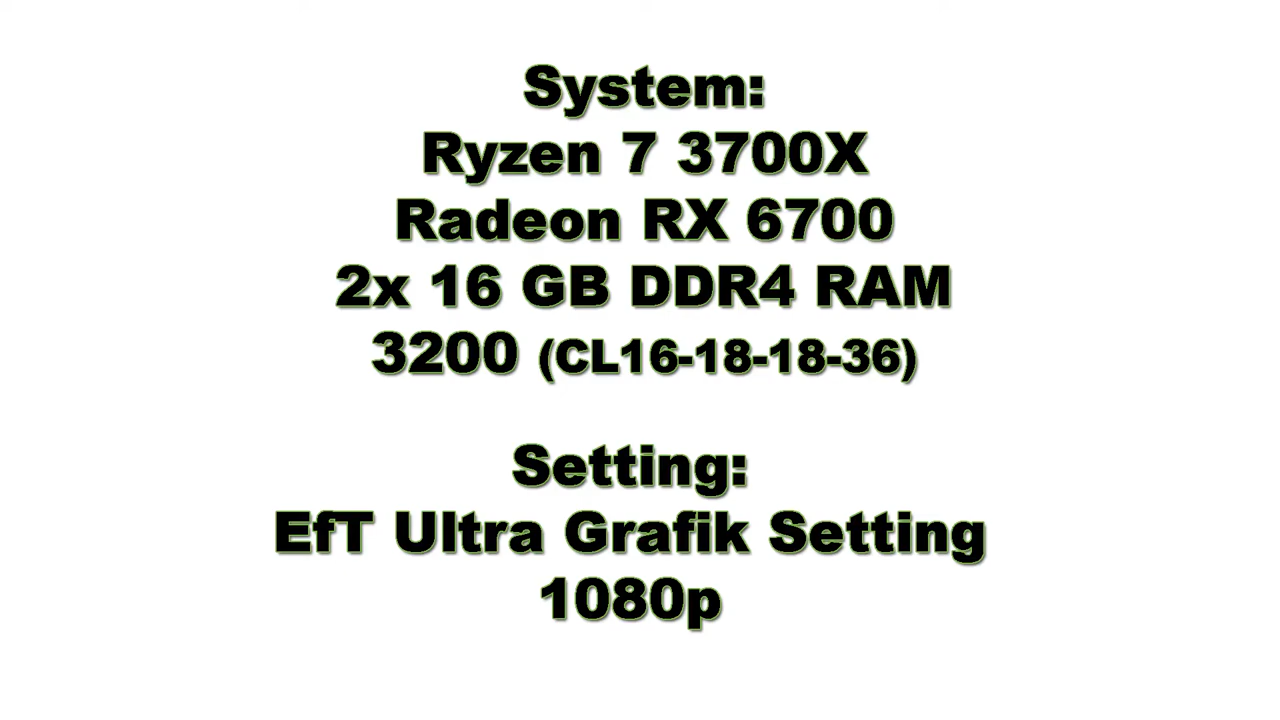 System:
Ryzen 7 3700X
Radeon RX 6700
2x 16 GB DDR4 RAM
3200 (CL16-18-18-36)
Setting:
EfT Ultra Grafik Setting
1080p